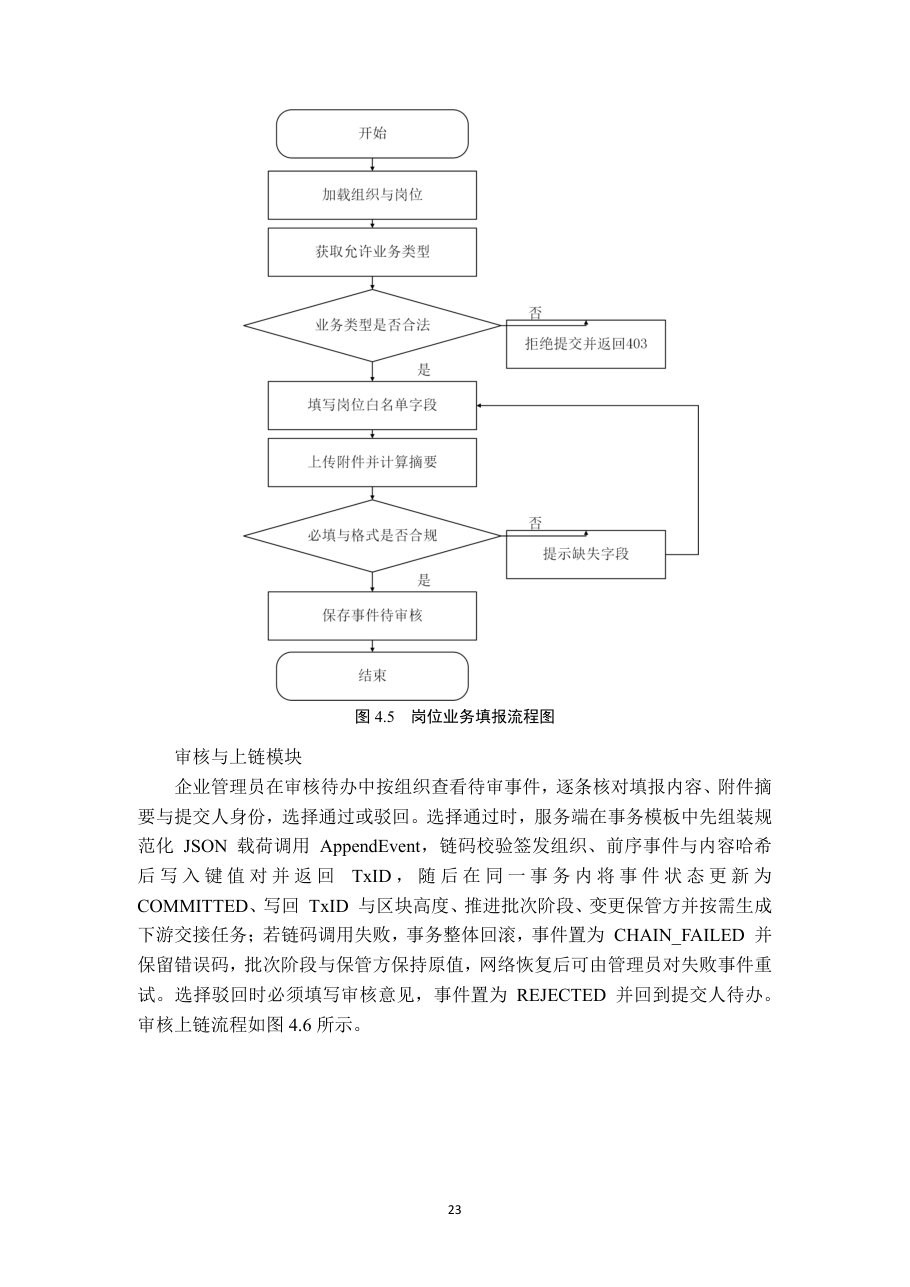 开始
加载组织与岗位
获取允许业务类型
业务类型是否合法
否
拒绝提交并返回403
是
填写岗位白名单字段
上传附件并计算摘要
必填与格式是否合规
否
提示缺失字段
是
保存事件待审核
结束
图 4.5 岗位业务填报流程图
审核与上链模块
企业管理员在审核待办中按组织查看待审事件，逐条核对填报内容、附件摘
要与提交人身份，选择通过或驳回。选择通过时，服务端在事务模板中先组装规
范化 JSON 载荷调用 AppendEvent，链码校验签发组织、前序事件与内容哈希
后写入键值对并返回 TxID，随后在同一事务内将事件状态更新为
COMMITTED、写回 TxID 与区块高度、推进批次阶段、变更保管方并按需生成
下游交接任务；若链码调用失败，事务整体回滚，事件置为 CHAIN_FAILED 并
保留错误码，批次阶段与保管方保持原值，网络恢复后可由管理员对失败事件重
试。选择驳回时必须填写审核意见，事件置为 REJECTED 并回到提交人待办。
审核上链流程如图 4.6 所示。
23